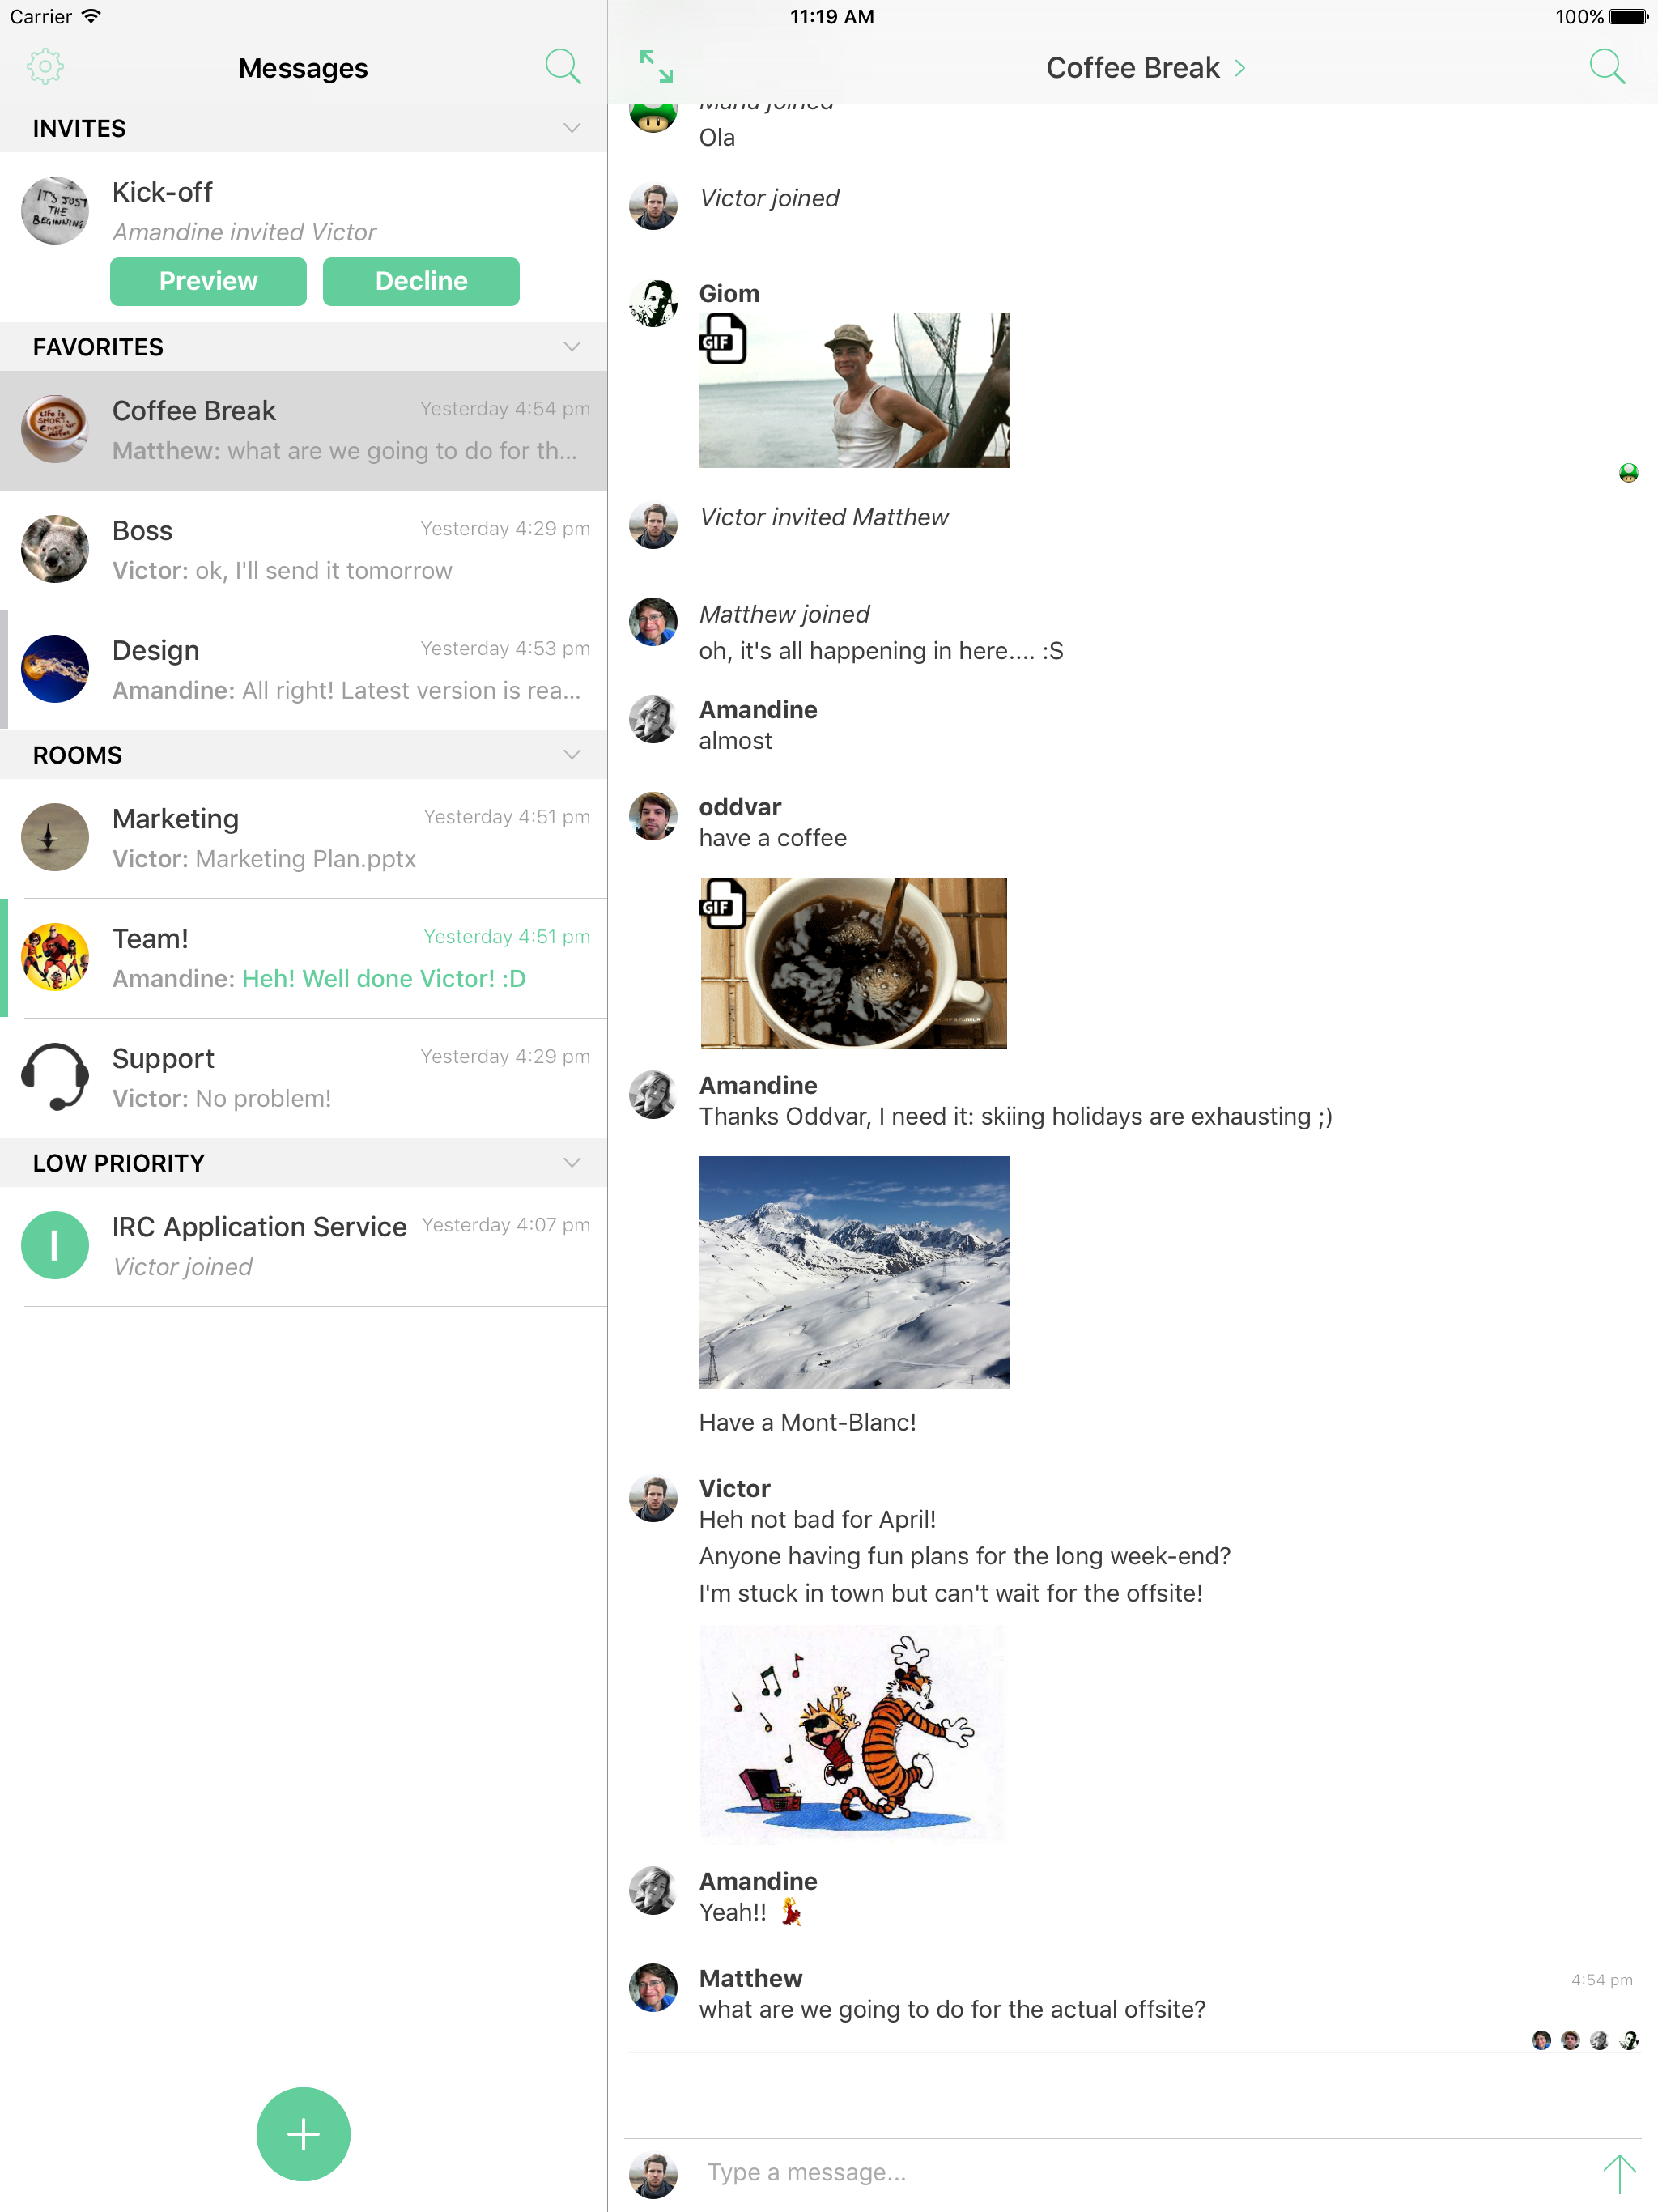 Carrier
11:19 AM
100%
Messages
Coffee Break
INVITES
IT'S JUST
THE
BEGINNING
Kick-off
Amandine invited Victor
Preview
Decline
FAVORITES
Life is
SHORT
Enjoy
Coffee Break
Yesterday 4:54 pm
Matthew: what are we going to do for th...
Boss
Yesterday 4:29 pm
Victor: ok, I'll send it tomorrow
Design
Yesterday 4:53 pm
Amandine: All right! Latest version is rea...
ROOMS
Marketing
Yesterday 4:51 pm
Victor: Marketing Plan.pptx
Team!
Yesterday 4:51 pm
Amandine: Heh! Well done Victor! :D
Support
Yesterday 4:29 pm
Victor: No problem!
LOW PRIORITY
I
IRC Application Service
Yesterday 4:07 pm
Victor joined
joined
Ola
Victor joined
Giom
GIF
Victor invited Matthew
Matthew joined
oh, it's all happening in here.... :S
Amandine
almost
oddvar
have a coffee
GIF
Amandine
Thanks Oddvar, I need it: skiing holidays are exhausting ;)
Have a Mont-Blanc!
Victor
Heh not bad for April!
Anyone having fun plans for the long week-end?
I'm stuck in town but can't wait for the offsite!
Amandine
Yeah!! 💃
Matthew
4:54 pm
what are we going to do for the actual offsite?
Type a message...